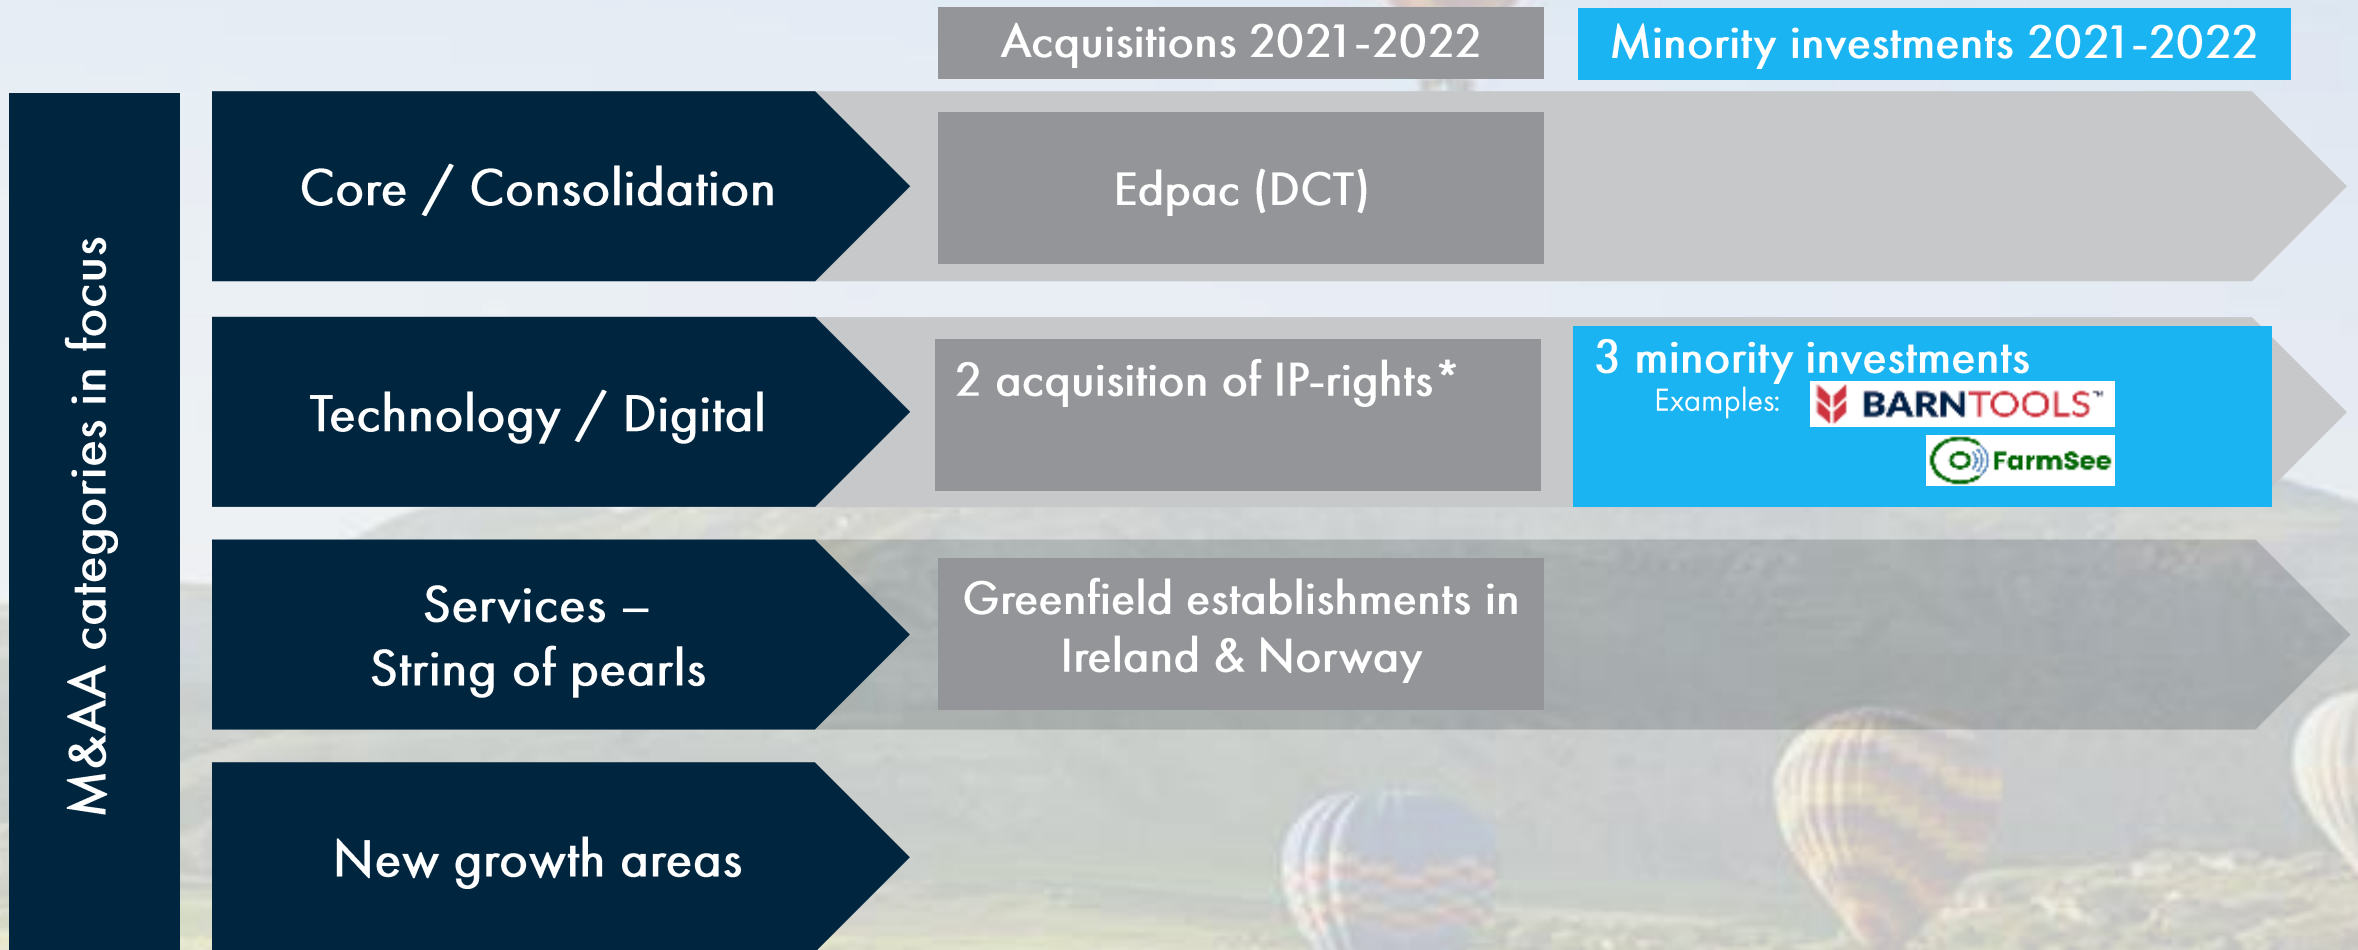 Acquisitions 2021-2022
Minority investments 2021-2022
M&AA categories in focus
Core / Consolidation
Edpac (DCT)
Technology / Digital
2 acquisition of IP-rights*
3 minority investments
Examples:
BARNTOOLS™
FarmSee
Services –
String of pearls
Greenfield establishments in
Ireland & Norway
New growth areas